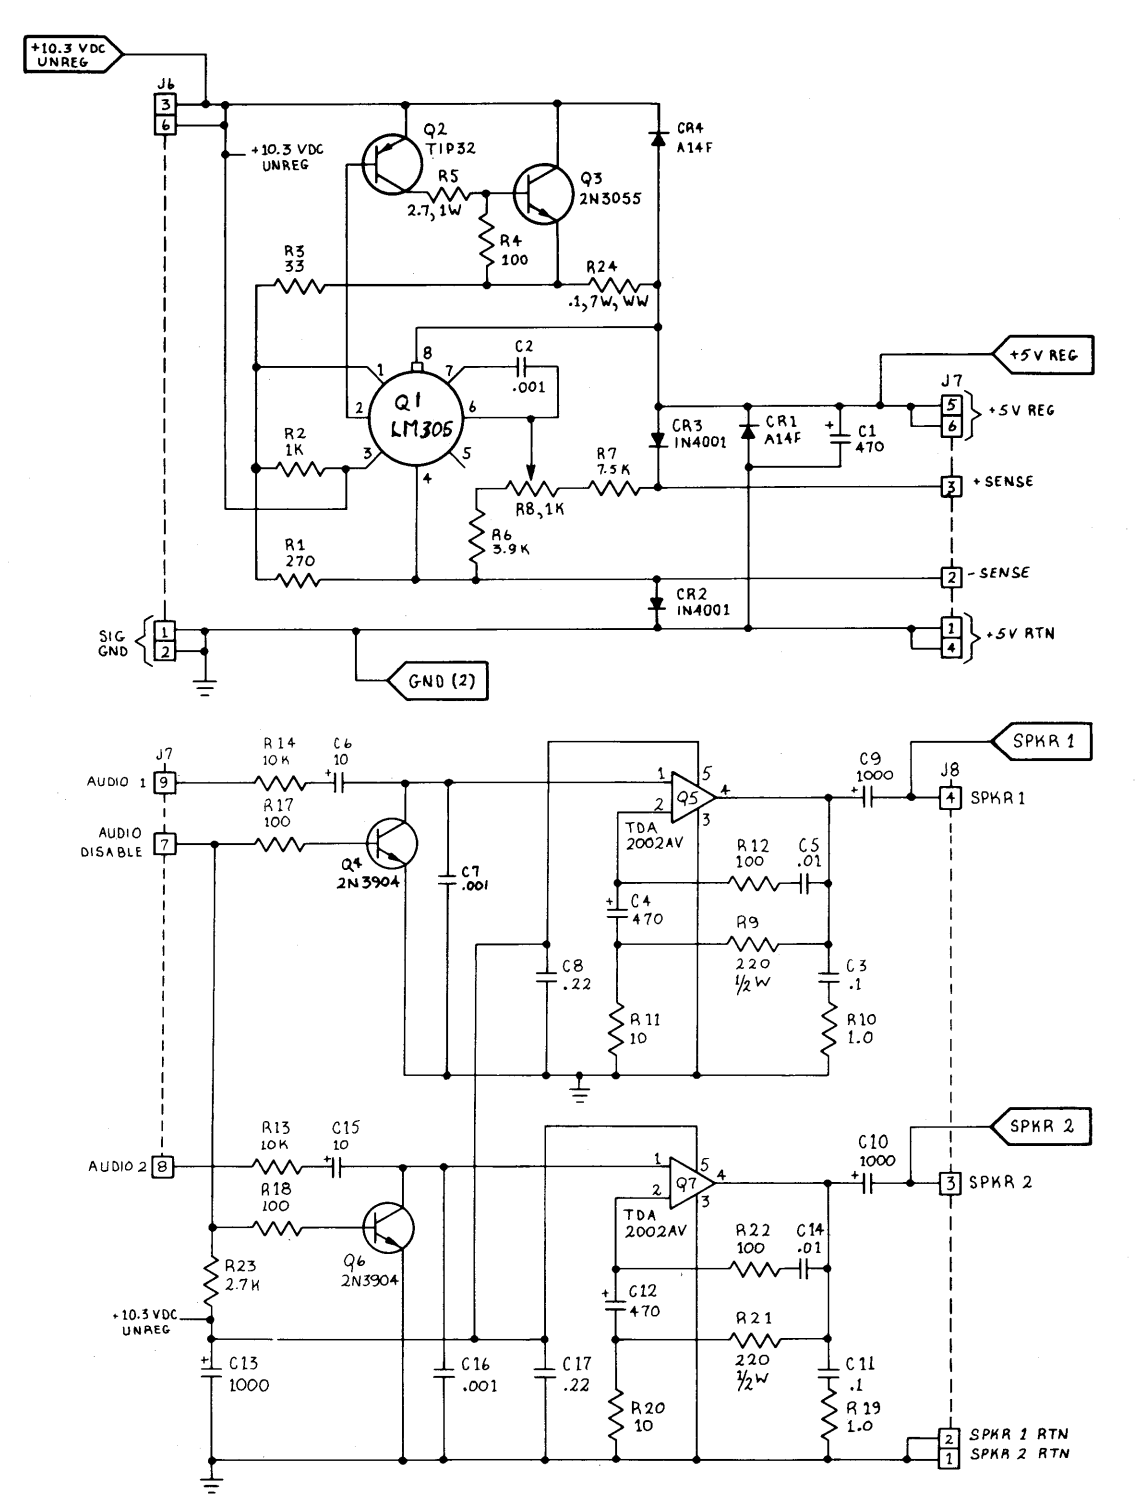 +10.3 VDC
UNREG
J6
3
6
+10.3 VDC
UNREG
Q2
TIP32
R5
2.7, 1W
Q3
2N3055
CR4
A14F
R3
33
R4
100
R24
.1, 7W, WW
8
1
7
C2
.001
2
Q1
LM305
6
3
5
4
R2
1K
R1
270
R8, 1K
R7
7.5K
R6
3.9K
CR3
IN4001
CR1
A14F
+
C1
470
+5V REG
J7
5
6
+5V REG
3
+ SENSE
2
- SENSE
CR2
IN4001
SIG
GND
1
2
1
4
+5V RTN
GND (2)
J7
AUDIO 1
9
R14
10K
C6
+
10
R17
100
AUDIO
DISABLE
7
Q4
2N3904
C7
.001
1
5
Q5
4
2
3
TDA
2002AV
C9
1000
+
SPKR 1
J8
4
SPKR 1
R12
100
C5
.01
+
C4
470
R9
220
1/2W
C8
.22
C3
.1
R11
10
R10
1.0
AUDIO 2
8
R13
10K
C15
10
+
R18
100
Q6
2N3904
1
5
Q7
4
2
3
TDA
2002AV
C10
1000
+
SPKR 2
3
SPKR 2
R22
100
C14
.01
R23
2.7K
+
C12
470
+10.3 VDC
UNREG
R21
220
1/2W
+
C13
1000
C16
.001
C17
.22
C11
.1
R20
10
R19
1.0
2
SPKR 1 RTN
1
SPKR 2 RTN